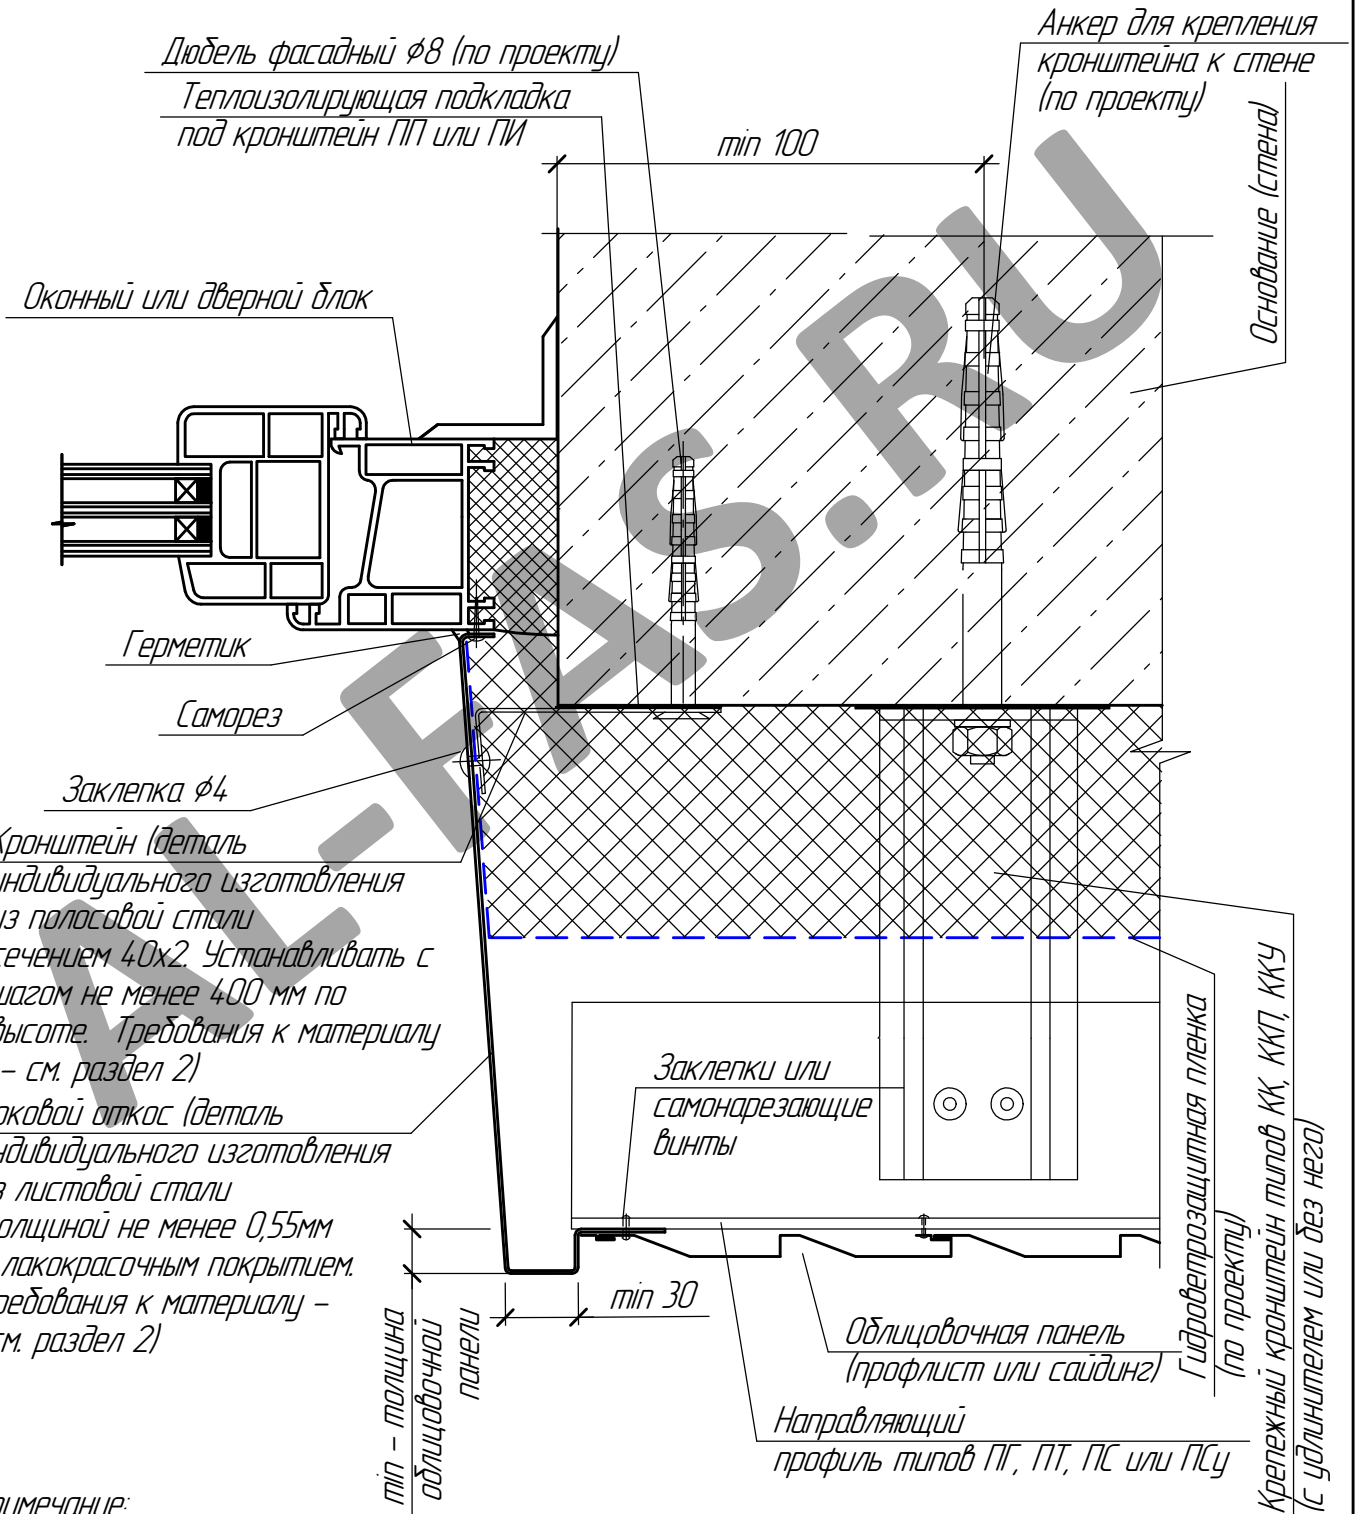 Дюбель фасадный ϕ8 (по проекту)
Теплоизолирующая подкладка
под кронштейн ПП или ПИ
Анкер для крепления
кронштейна к стене
(по проекту)
min 100
Основание (стена)
Оконный или дверной блок
Герметик
Саморез
Заклепка ϕ4
Кронштейн (деталь
индивидуального изготовления
из полосовой стали
сечением 40х2. Устанавливать с
шагом не менее 400 мм по
высоте. Требования к материалу
– см. раздел 2)
оковой откос (деталь
ндивидуального изготовления
з листовой стали
олщиной не менее 0,55мм
лакокрасочным покрытием.
ребования к материалу –
см. раздел 2)
Заклепки или
самонарезающие
винты
min 30
min – толщина
облицовочной
панели
Облицовочная панель
(профлист или сайдинг)
Направляющий
профиль типов ПГ, ПТ, ПС или ПСу
Гидроветрозащитная пленка
(по проекту)
Крепежный кронштейн типов КК, ККП, ККУ
(с удлинителем или без него)
римечание:
AL-FAS.RU